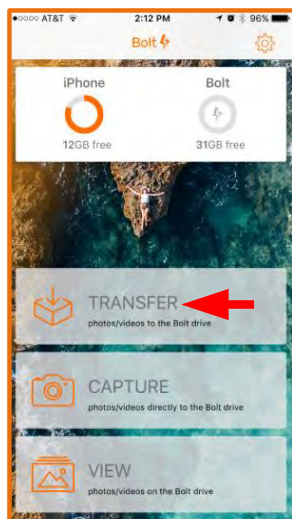 AT&T 2:12 PM 96%
Bolt
iPhone Bolt
12GB free 31GB free
TRANSFER
photos/videos to the Bolt drive
CAPTURE
photos/videos directly to the Bolt drive
VIEW
photos/videos on the Bolt drive